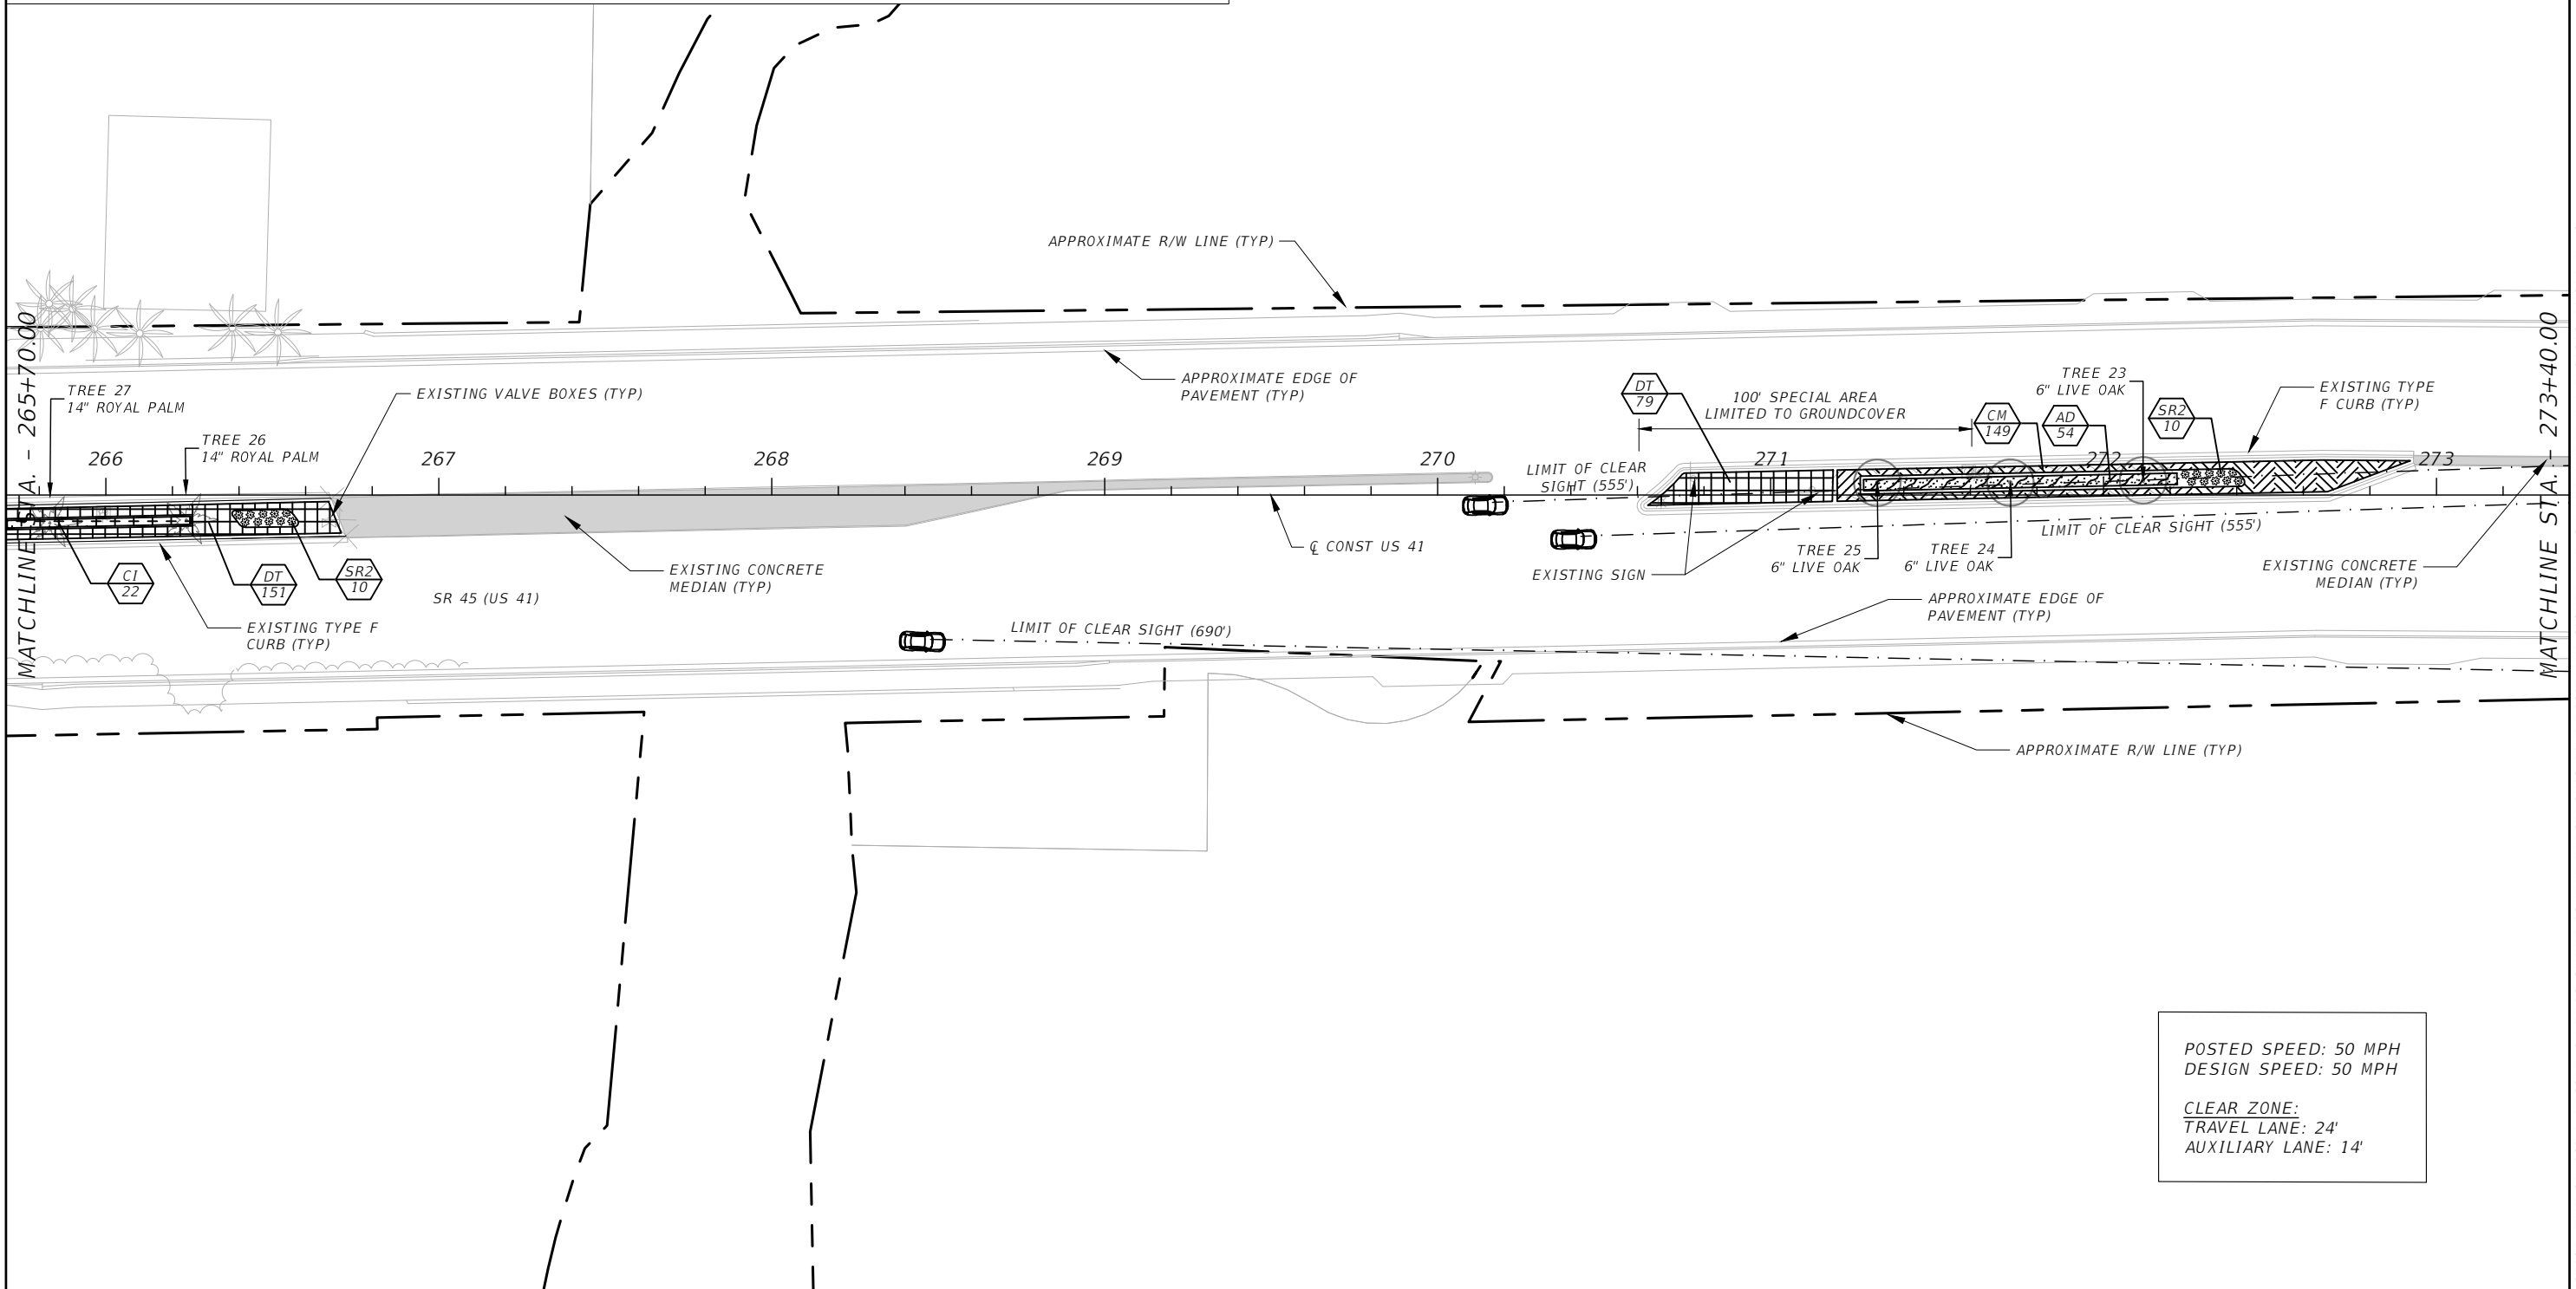 APPROXIMATE R/W LINE (TYP)
MATCHLINE STA. - 265+70.00
MATCHLINE STA. - 273+40.00
TREE 27
14" ROYAL PALM
EXISTING VALVE BOXES (TYP)
APPROXIMATE EDGE OF
PAVEMENT (TYP)
DT
79
100' SPECIAL AREA
LIMITED TO GROUNDCOVER
TREE 23
6" LIVE OAK
CM
149
AD
54
SR2
10
EXISTING TYPE
F CURB (TYP)
TREE 26
14" ROYAL PALM
266
267
268
269
270
271
272
273
LIMIT OF CLEAR
SIGHT (555')
LIMIT OF CLEAR SIGHT (555')
℄ CONST US 41
EXISTING SIGN
TREE 25
6" LIVE OAK
TREE 24
6" LIVE OAK
EXISTING CONCRETE
MEDIAN (TYP)
CI
22
DT
151
SR2
10
SR 45 (US 41)
EXISTING CONCRETE
MEDIAN (TYP)
EXISTING TYPE F
CURB (TYP)
LIMIT OF CLEAR SIGHT (690')
APPROXIMATE EDGE OF
PAVEMENT (TYP)
APPROXIMATE R/W LINE (TYP)
POSTED SPEED: 50 MPH
DESIGN SPEED: 50 MPH
CLEAR ZONE:
TRAVEL LANE: 24'
AUXILIARY LANE: 14'